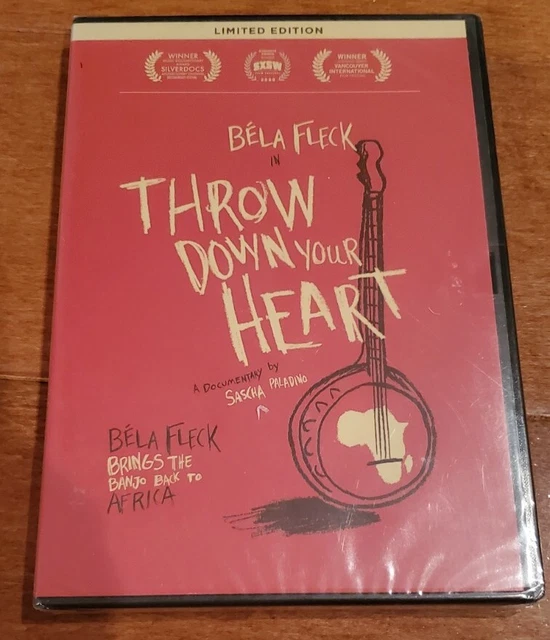 LIMITED EDITION
WINNER
SILVERDOCS
SXSW
WINNER
VANCOUVER
INTERNATIONAL
BÉLA FLECK
IN
THROW
DOWN YOUR
HEART
A DOCUMENTARY by
SASCHA PALADINO
BÉLA FLECK
BRINGS THE
BANJO BACK TO
AFRICA